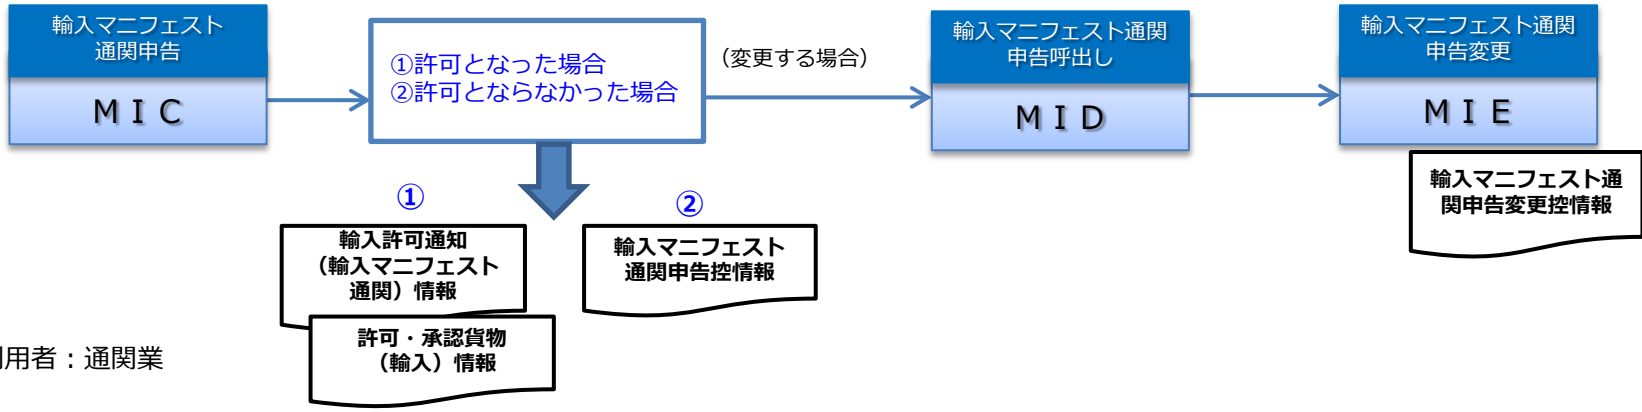 輸入マニフェスト
通関申告
ＭＩＣ
①許可となった場合
②許可とならなかった場合
（変更する場合）
輸入マニフェスト通関
申告呼出し
ＭＩＤ
輸入マニフェスト通関
申告変更
ＭＩＥ
輸入マニフェスト通
関申告変更控情報
①
②
輸入許可通知
（輸入マニフェスト
通関）情報
輸入マニフェスト
通関申告控情報
許可・承認貨物
（輸入）情報
用者：通関業